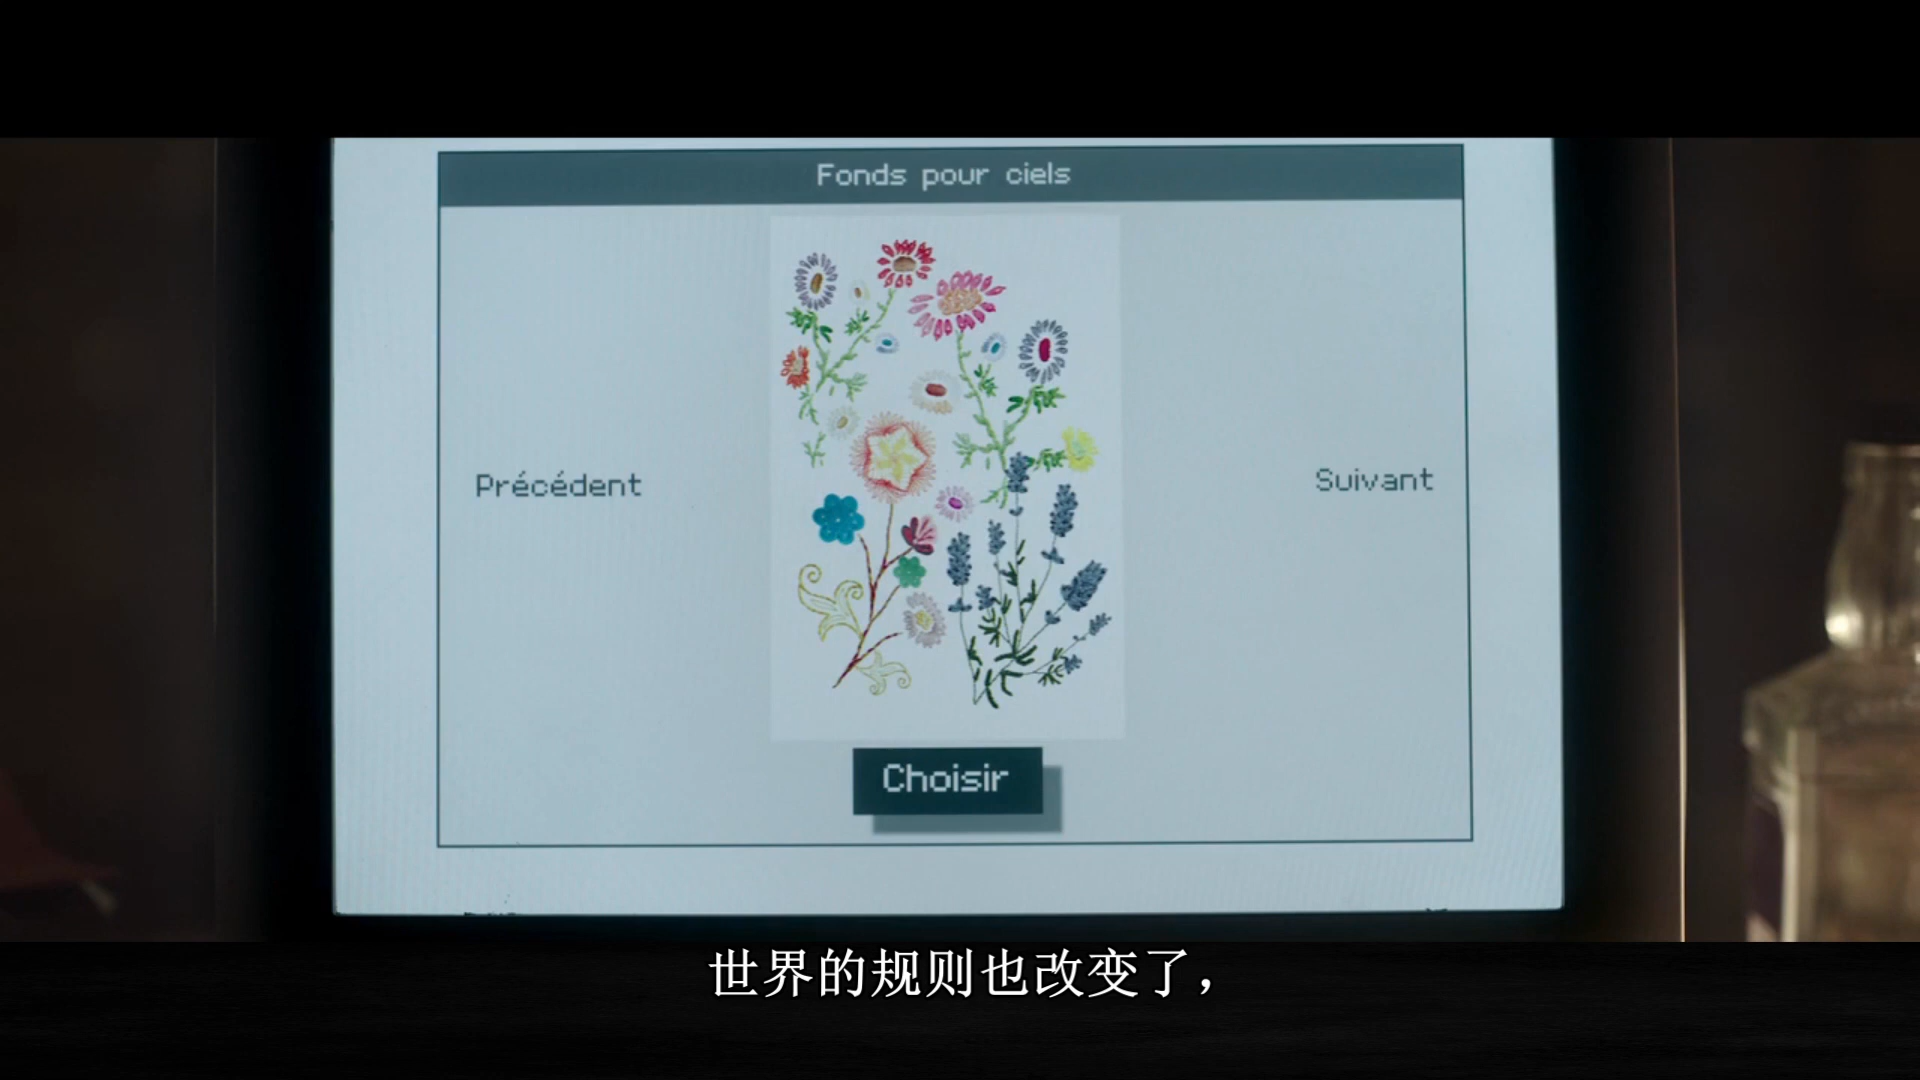 Fonds pour ciels
Précédent
Suivant
Choisir
世界的规则也改变了，